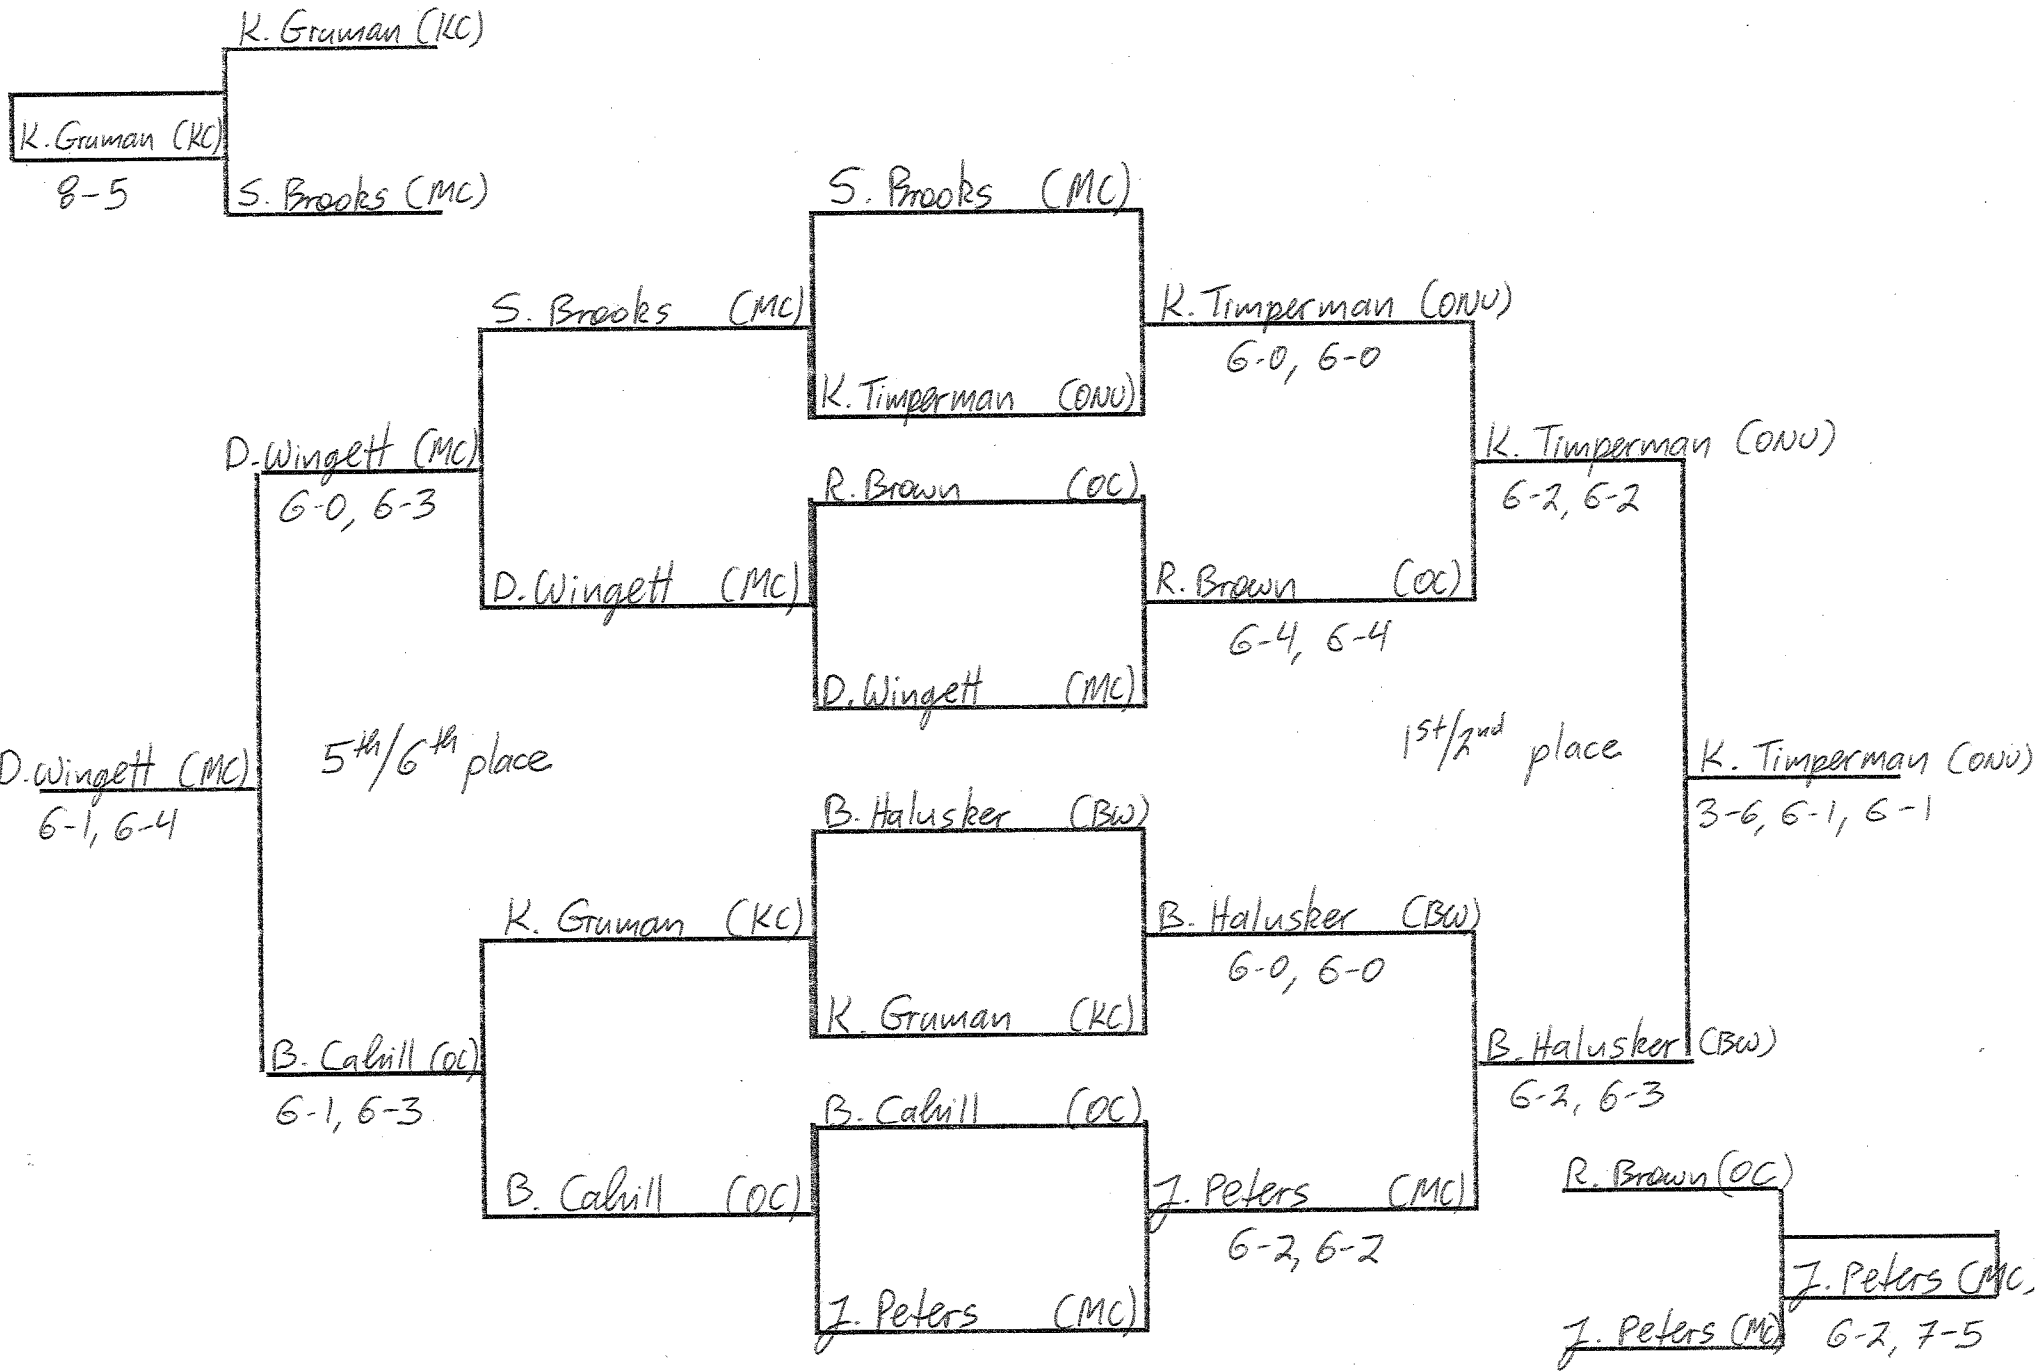 K. Gruman (KC)
K. Gruman (KC)
8-5
S. Brooks (MC)
S. Brooks (MC)
K. Timperman (ONU)
R. Brown (OC)
D. Wingett (MC)
B. Halusker (BW)
K. Gruman (KC)
B. Cahill (OC)
J. Peters (MC)
S. Brooks (MC)
D. Wingett (MC)
K. Gruman (KC)
B. Cahill (OC)
D. Wingett (MC)
6-0, 6-3
B. Cahill (OC)
6-1, 6-3
5th/6th place
D. Wingett (MC)
6-1, 6-4
K. Timperman (ONU)
6-0, 6-0
R. Brown (OC)
6-4, 6-4
B. Halusker (BW)
6-0, 6-0
J. Peters (MC)
6-2, 6-2
K. Timperman (ONU)
6-2, 6-2
B. Halusker (BW)
6-2, 6-3
1st/2nd place
K. Timperman (ONU)
3-6, 6-1, 6-1
R. Brown (OC)
J. Peters (MC)
J. Peters (MC,
6-2, 7-5